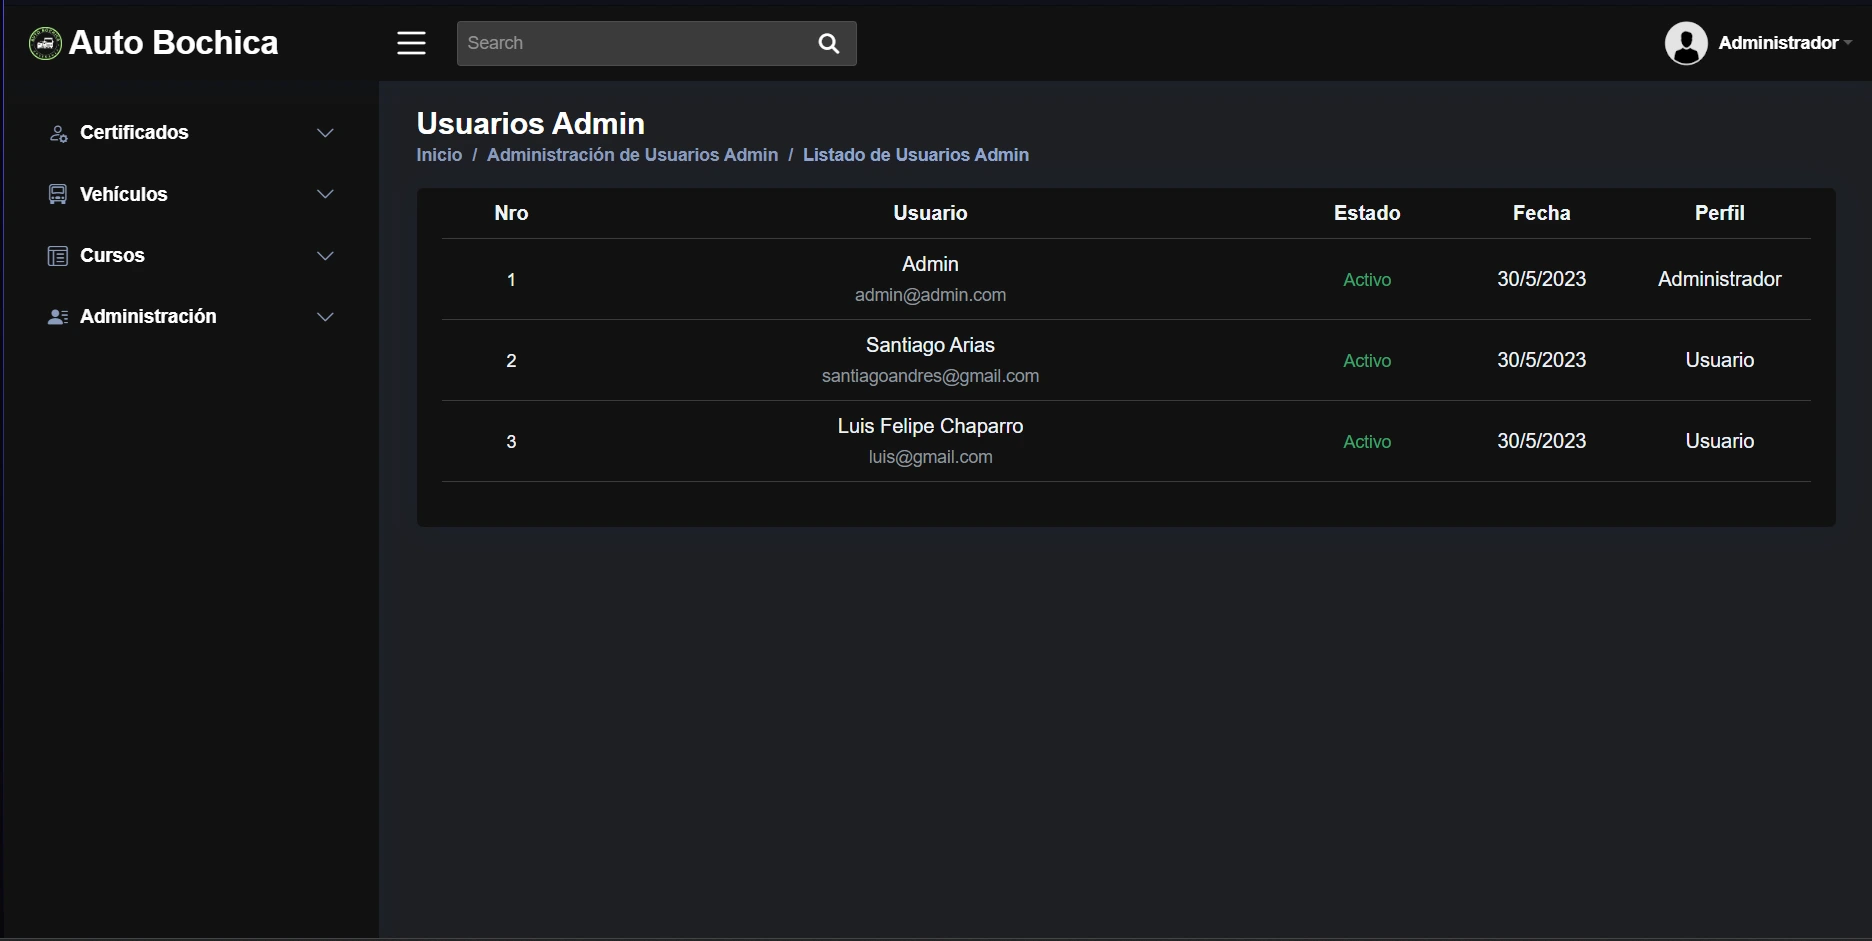 Auto Bochica
Search
Administrador
Certificados
Vehículos
Cursos
Administración
Usuarios Admin
Inicio / Administración de Usuarios Admin / Listado de Usuarios Admin
Nro Usuario Estado Fecha Perfil
1 Admin Activo 30/5/2023 Administrador
admin@admin.com
2 Santiago Arias Activo 30/5/2023 Usuario
santiagoandres@gmail.com
3 Luis Felipe Chaparro Activo 30/5/2023 Usuario
luis@gmail.com